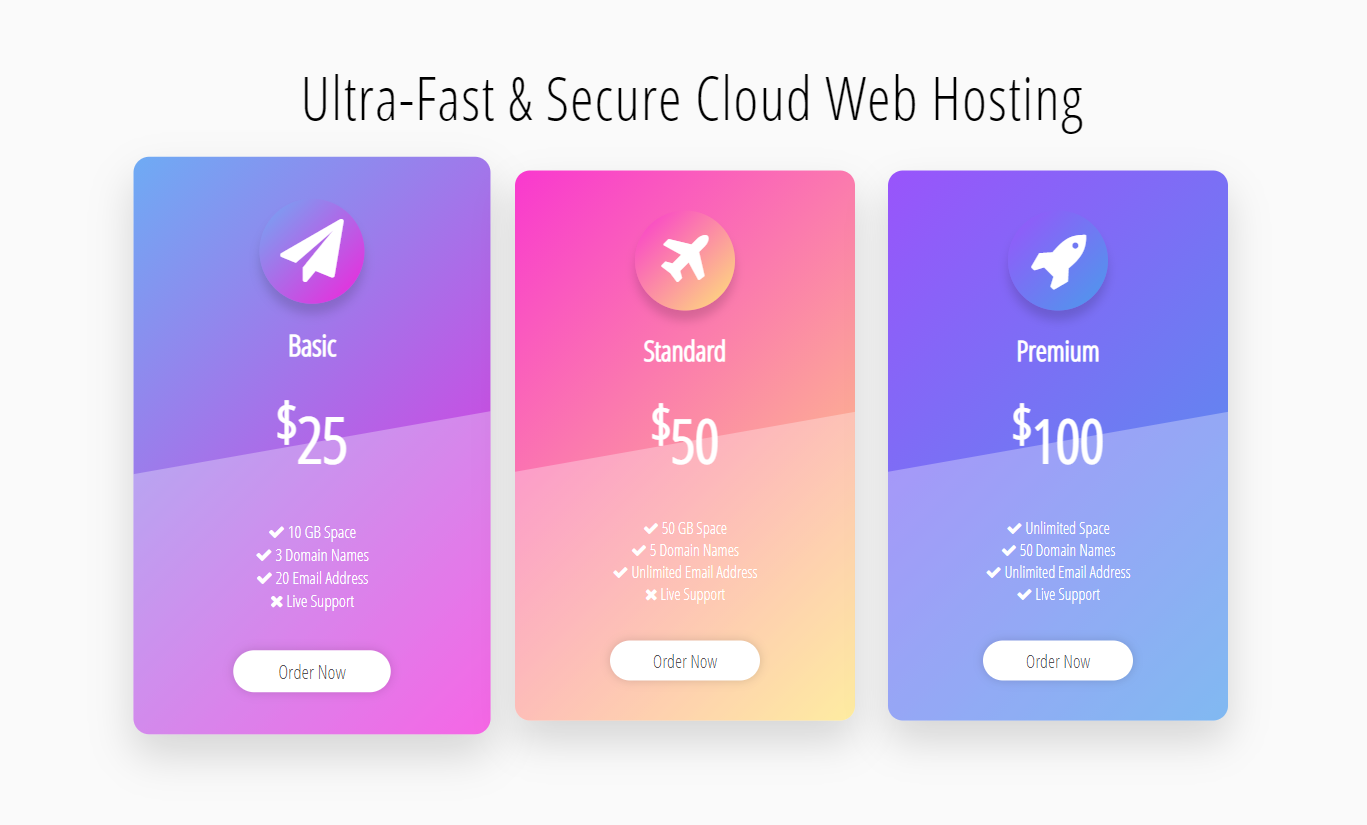 Ultra-Fast & Secure Cloud Web Hosting
Basic
$25
10 GB Space
3 Domain Names
20 Email Address
Live Support
Order Now
Standard
$50
50 GB Space
5 Domain Names
Unlimited Email Address
Live Support
Order Now
Premium
$100
Unlimited Space
50 Domain Names
Unlimited Email Address
Live Support
Order Now